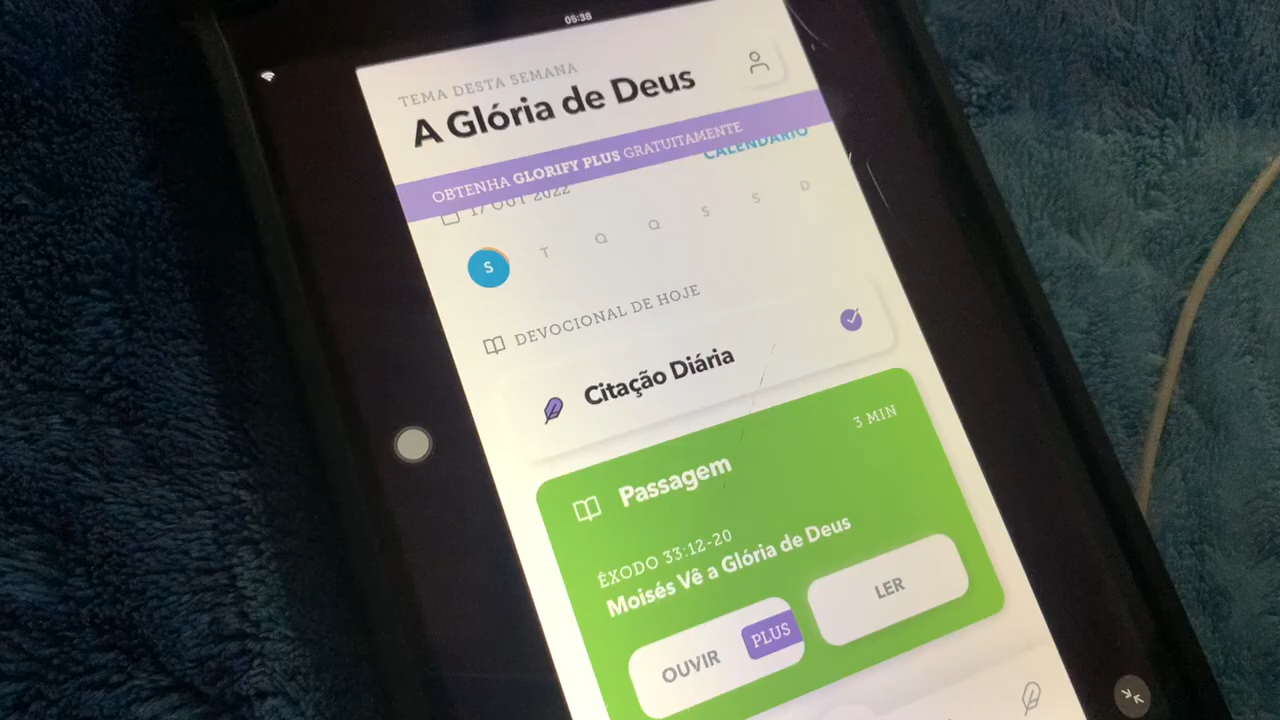 05:38
TEMA DESTA SEMANA
A Glória de Deus
OBTENHA GLORIFY PLUS GRATUITAMENTE
CALENDÁRIO
17 OUT 2022
S T Q Q S S D
DEVOCIONAL DE HOJE
Citação Diária
3 MIN
Passagem
ÊXODO 33:12-20
Moisés Vê a Glória de Deus
OUVIR PLUS
LER